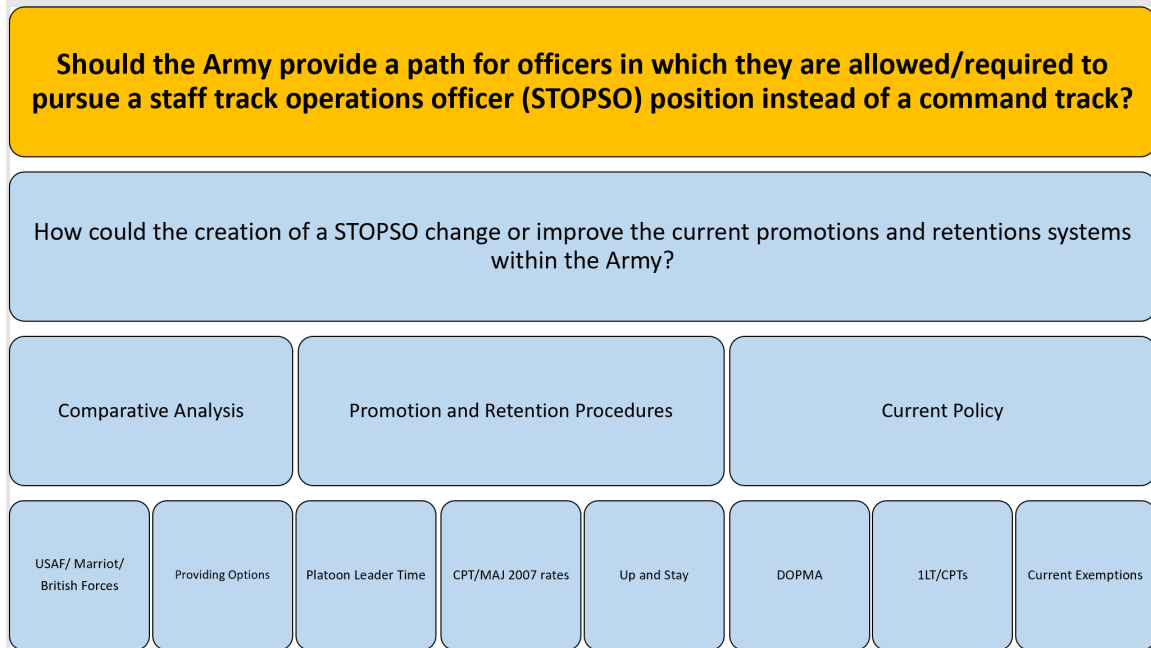 Should the Army provide a path for officers in which they are allowed/required to
pursue a staff track operations officer (STOPSO) position instead of a command track?
How could the creation of a STOPSO change or improve the current promotions and retentions systems
within the Army?
Comparative Analysis
Promotion and Retention Procedures
Current Policy
USAF/ Marriot/
British Forces
Providing Options
Platoon Leader Time
CPT/MAJ 2007 rates
Up and Stay
DOPMA
1LT/CPTs
Current Exemptions